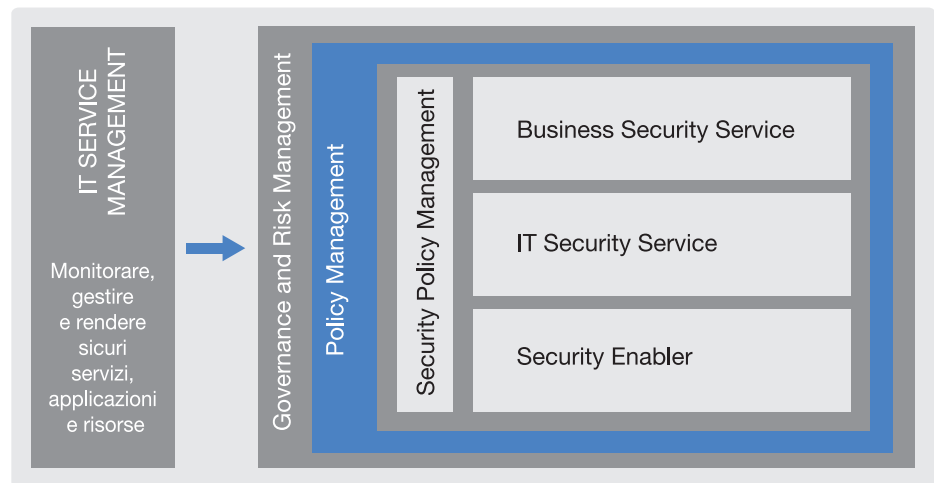 IT SERVICE
MANAGEMENT
Monitorare,
gestire
e rendere
sicuri
servizi,
applicazioni
e risorse
Governance and Risk Management
Policy Management
Security Policy Management
Business Security Service
IT Security Service
Security Enabler